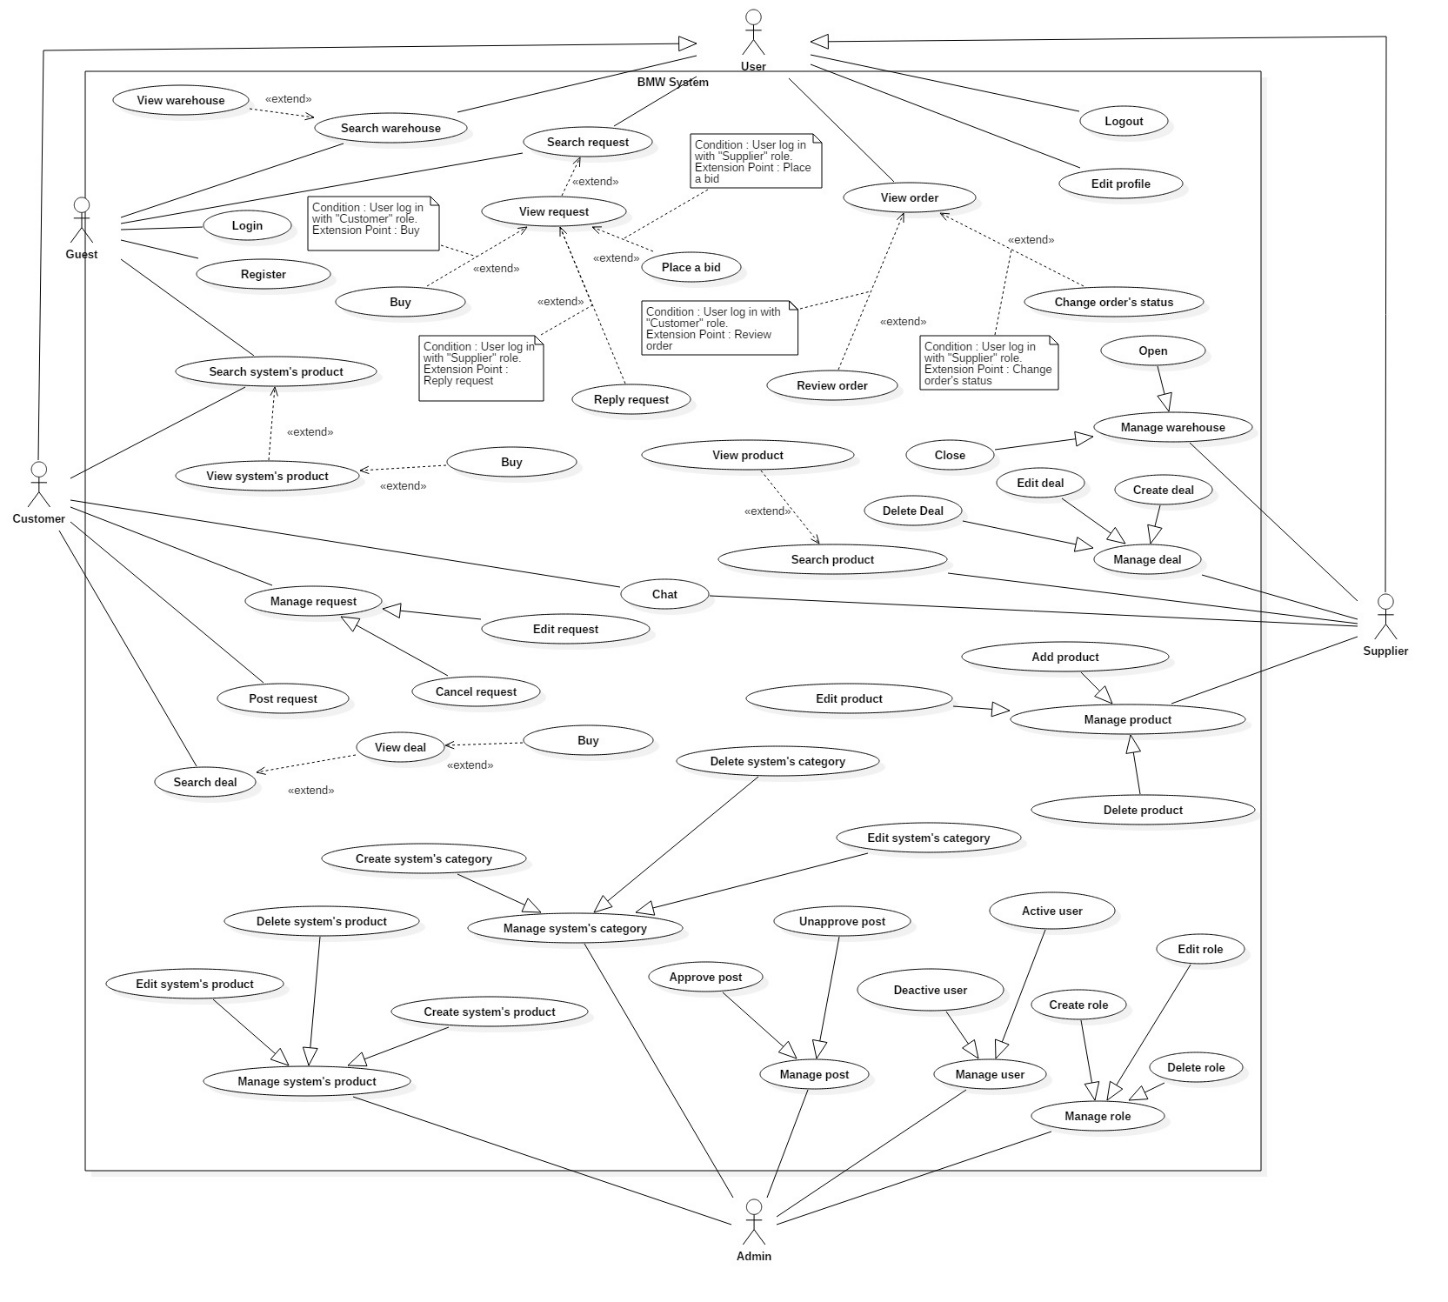 User
BMW System
View warehouse
«extend»
Search warehouse
Logout
Search request
Condition : User log in
with "Supplier" role.
Extension Point : Place
a bid
«extend»
Edit profile
View order
Condition : User log in
with "Customer" role.
Extension Point : Buy
View request
Login
Guest
«extend»
Register
«extend»
«extend»
Place a bid
Buy
«extend»
Change order's status
Condition : User log in with
"Customer" role.
Extension Point : Review
order
«extend»
Condition : User log in
with "Supplier" role.
Extension Point :
Reply request
Condition : User log in
with "Supplier" role.
Extension Point : Change
order's status
Open
Search system's product
Review order
Reply request
Manage warehouse
«extend»
View product
Close
Buy
View system's product
«extend»
Edit deal
Create deal
Customer
«extend»
Delete Deal
Search product
Manage deal
Chat
Manage request
Edit request
Supplier
Add product
Cancel request
Post request
Edit product
Manage product
Buy
View deal
«extend»
Delete system's category
Search deal
«extend»
Delete product
Edit system's category
Create system's category
Active user
Delete system's product
Unapprove post
Manage system's category
Edit role
Approve post
Edit system's product
Deactive user
Create role
Create system's product
Delete role
Manage system's product
Manage post
Manage user
Manage role
Admin